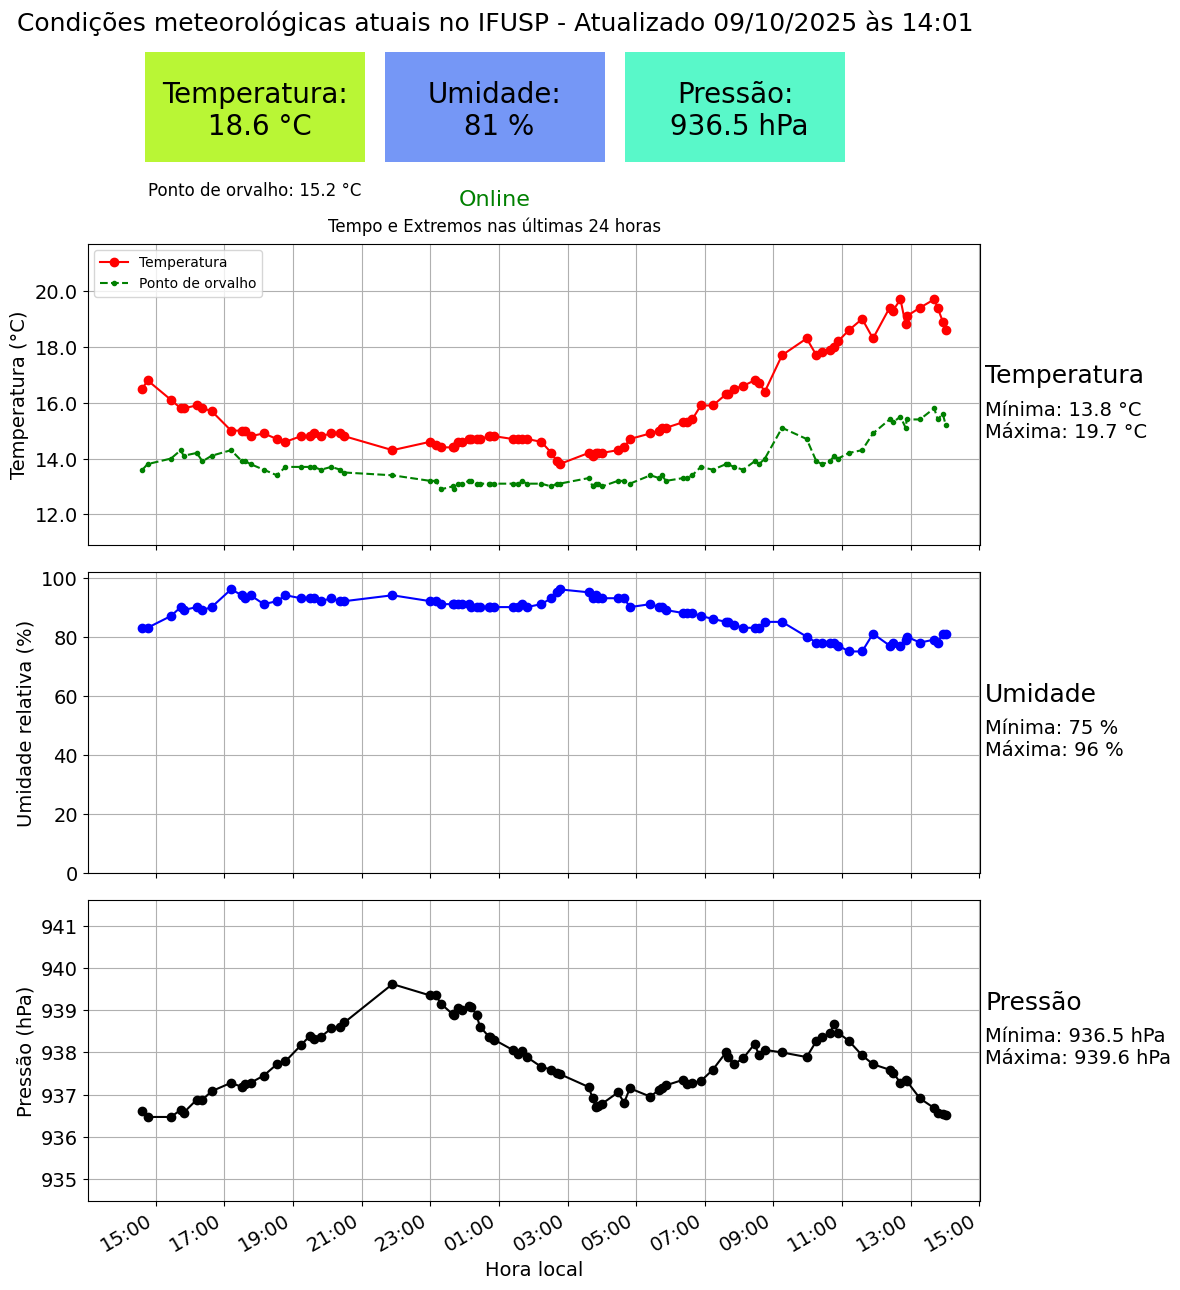 Condições meteorológicas atuais no IFUSP - Atualizado 09/10/2025 às 14:01
Temperatura:
18.6 °C
Umidade:
81 %
Pressão:
936.5 hPa
Ponto de orvalho: 15.2 °C
Online
Tempo e Extremos nas últimas 24 horas
Temperatura
Ponto de orvalho
Temperatura (°C)
20.0
18.0
16.0
14.0
12.0
Temperatura
Mínima: 13.8 °C
Máxima: 19.7 °C
Umidade relativa (%)
100
80
60
40
20
0
Umidade
Mínima: 75 %
Máxima: 96 %
Pressão (hPa)
941
940
939
938
937
936
935
Pressão
Mínima: 936.5 hPa
Máxima: 939.6 hPa
15:00
17:00
19:00
21:00
23:00
01:00
03:00
05:00
07:00
09:00
11:00
13:00
15:00
Hora local